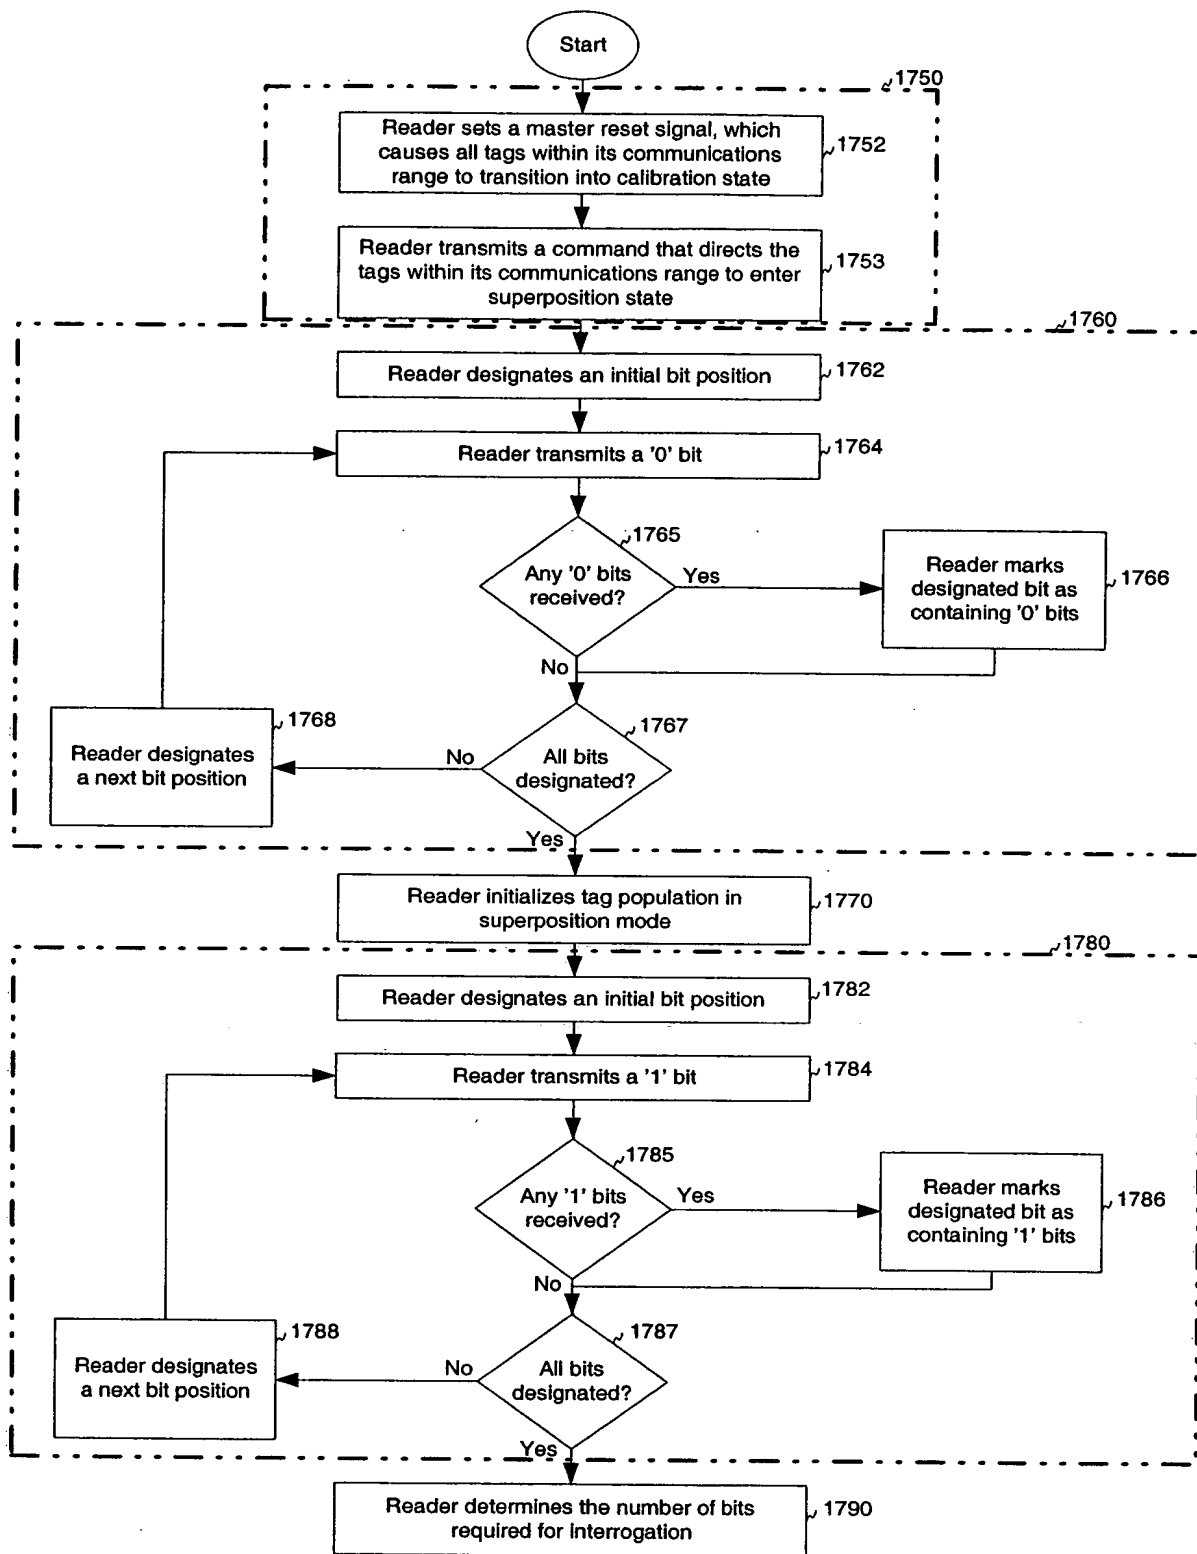 Start
1750
Reader sets a master reset signal, which
causes all tags within its communications
range to transition into calibration state
1752
Reader transmits a command that directs the
tags within its communications range to enter
superposition state
1753
1760
Reader designates an initial bit position
1762
Reader transmits a '0' bit
1764
1765
Any '0' bits
received?
Yes
Reader marks
designated bit as
containing '0' bits
1766
No
1768
Reader designates
a next bit position
No
1767
All bits
designated?
Yes
Reader initializes tag population in
superposition mode
1770
1780
Reader designates an initial bit position
1782
Reader transmits a '1' bit
1784
1785
Any '1' bits
received?
Yes
Reader marks
designated bit as
containing '1' bits
1786
No
1788
Reader designates
a next bit position
No
1787
All bits
designated?
Yes
Reader determines the number of bits
required for interrogation
1790